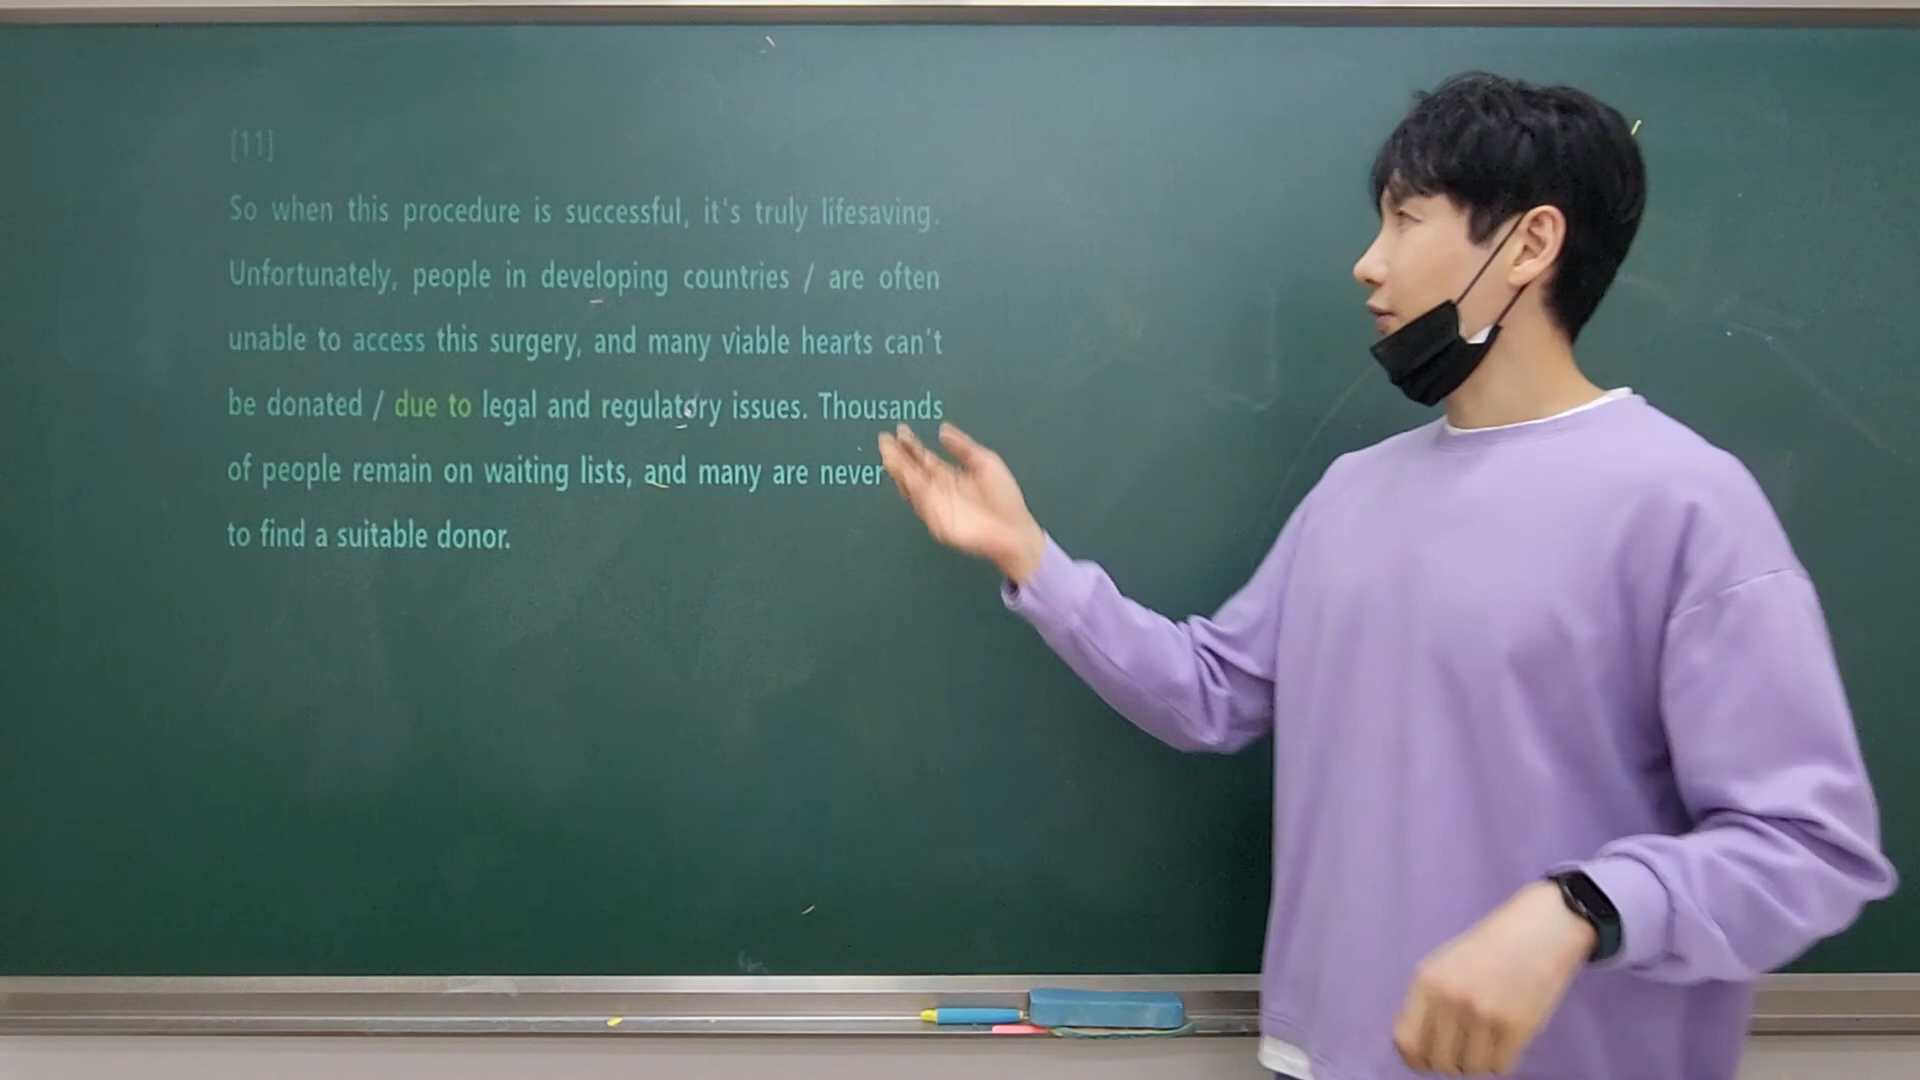 [11]
So when this procedure is successful, it's truly lifesaving.
Unfortunately, people in developing countries / are often
unable to access this surgery, and many viable hearts can't
be donated / due to legal and regulatory issues. Thousands
of people remain on waiting lists, and many are never
to find a suitable donor.